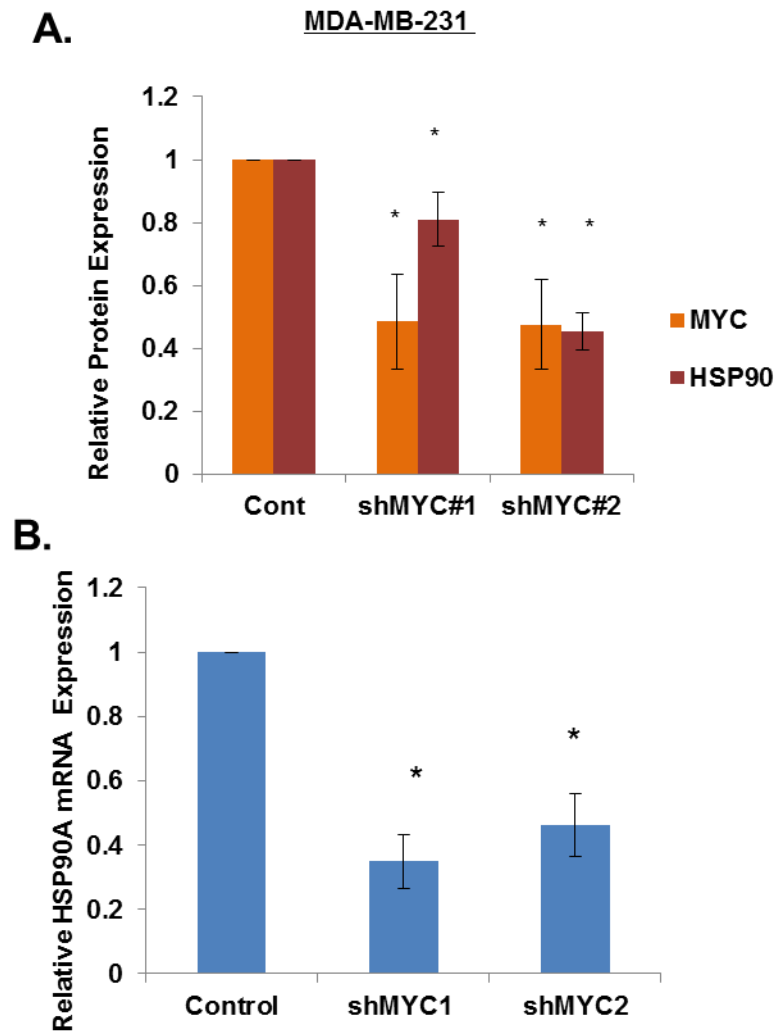 A.
MDA-MB-231
Relative Protein Expression
1.2
1
0.8
0.6
0.4
0.2
0
*
*
*
*
Cont
shMYC#1
shMYC#2
MYC
HSP90
B.
Relative HSP90A mRNA Expression
1.2
1
0.8
0.6
0.4
0.2
0
*
*
Control
shMYC1
shMYC2